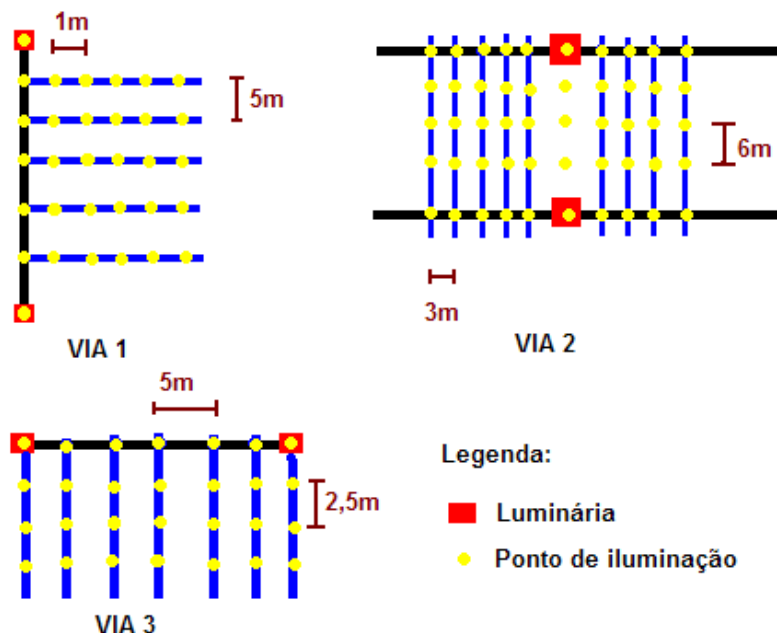 1m
5m
VIA 1
6m
3m
VIA 2
5m
2,5m
VIA 3
Legenda:
Luminária
Ponto de iluminação